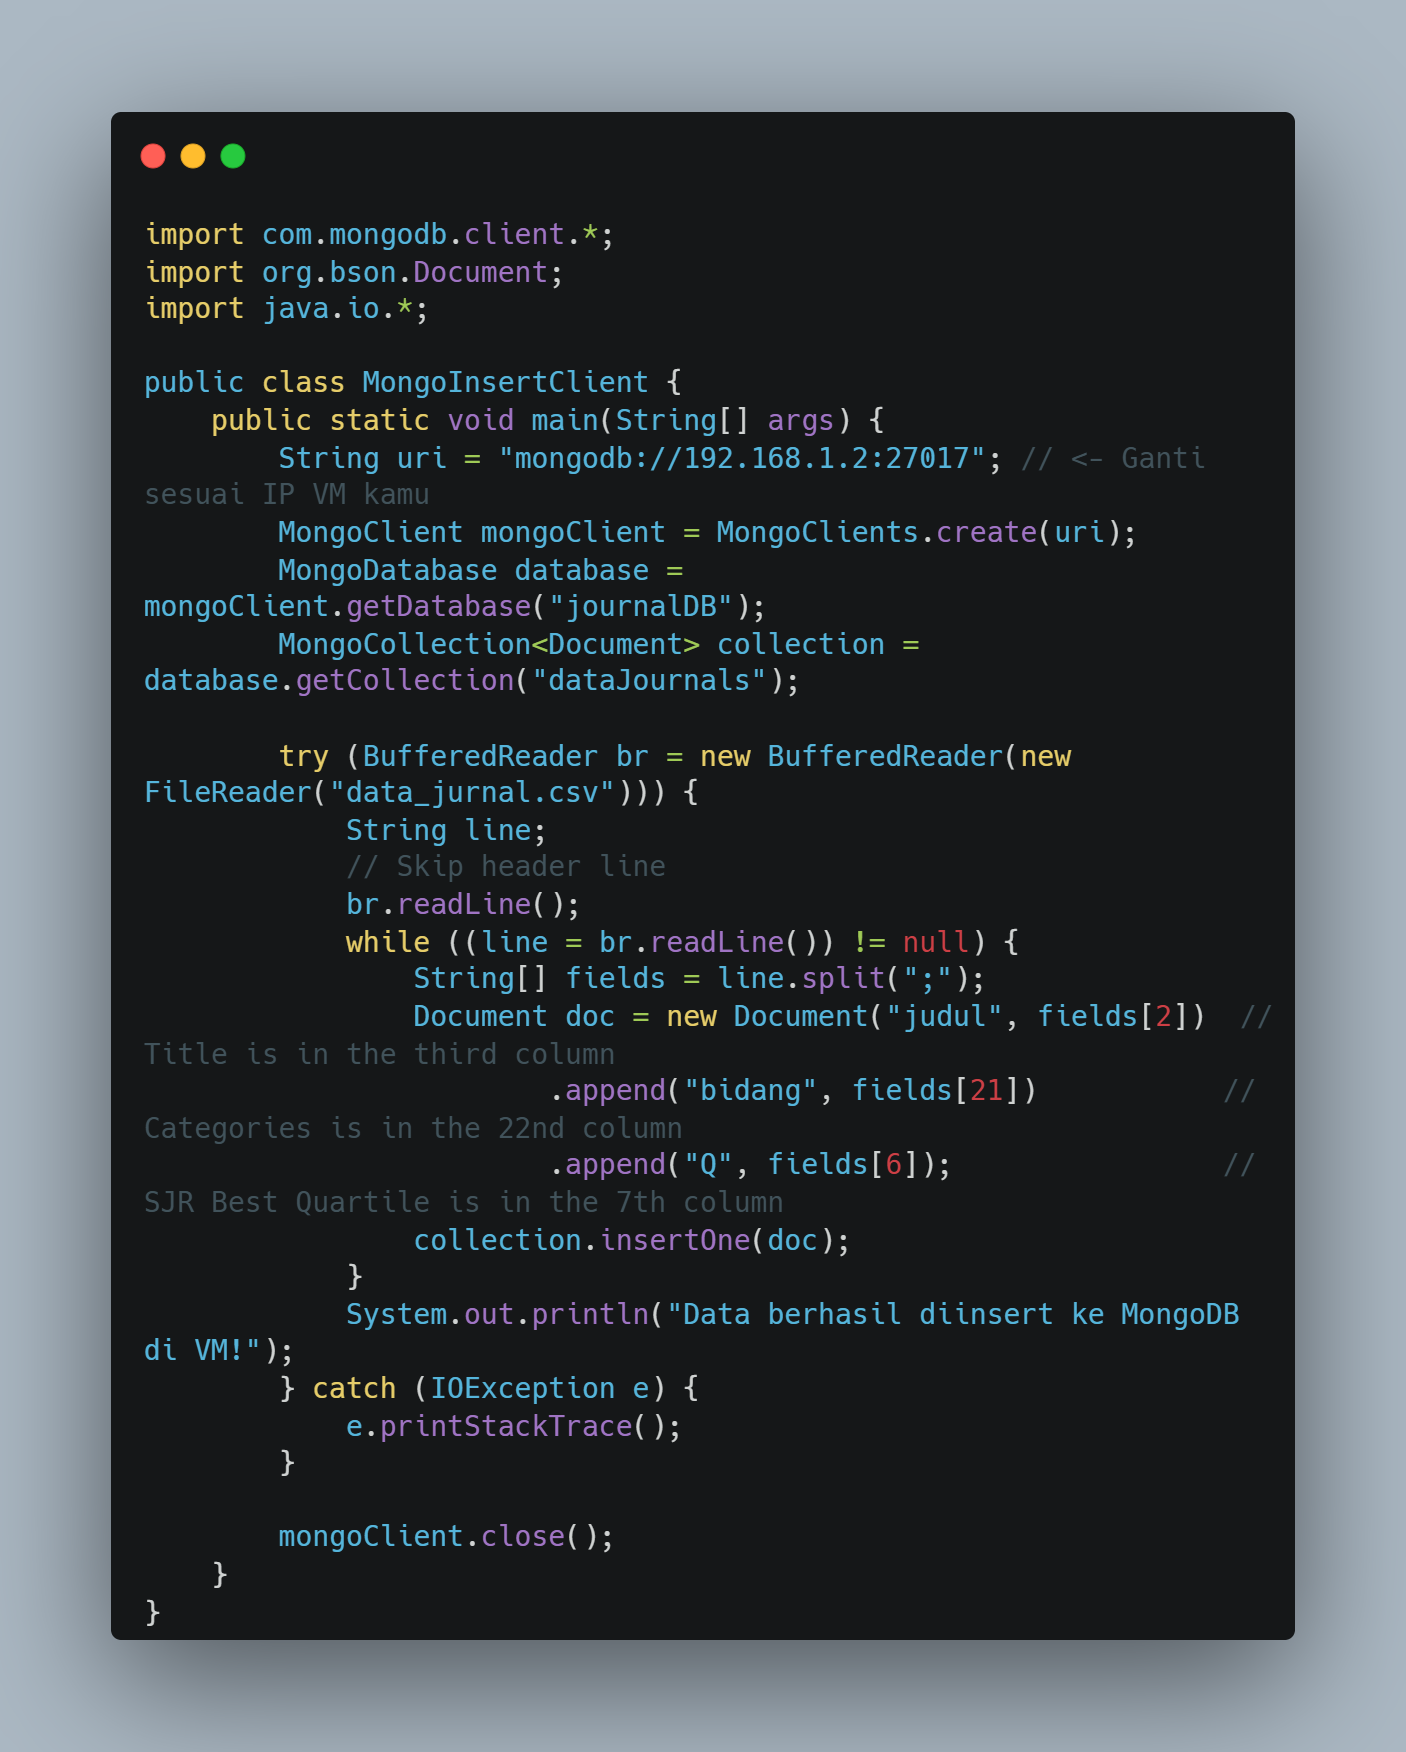 import com.mongodb.client.*;
import org.bson.Document;
import java.io.*;

public class MongoInsertClient {
    public static void main(String[] args) {
        String uri = "mongodb://192.168.1.2:27017"; // <- Ganti
sesuai IP VM kamu
        MongoClient mongoClient = MongoClients.create(uri);
        MongoDatabase database =
mongoClient.getDatabase("journalDB");
        MongoCollection<Document> collection =
database.getCollection("dataJournals");

        try (BufferedReader br = new BufferedReader(new
FileReader("data_jurnal.csv"))) {
            String line;
            // Skip header line
            br.readLine();
            while ((line = br.readLine()) != null) {
                String[] fields = line.split(";");
                Document doc = new Document("judul", fields[2])  //
Title is in the third column
                        .append("bidang", fields[21])           //
Categories is in the 22nd column
                        .append("Q", fields[6]);                //
SJR Best Quartile is in the 7th column
                collection.insertOne(doc);
            }
            System.out.println("Data berhasil diinsert ke MongoDB
di VM!");
        } catch (IOException e) {
            e.printStackTrace();
        }

        mongoClient.close();
    }
}